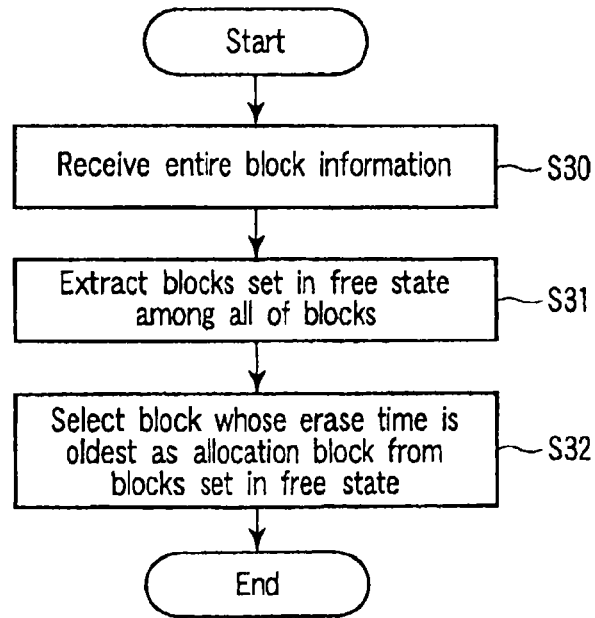 Start
Receive entire block information
S30
Extract blocks set in free state
among all of blocks
S31
Select block whose erase time is
oldest as allocation block from
blocks set in free state
S32
End